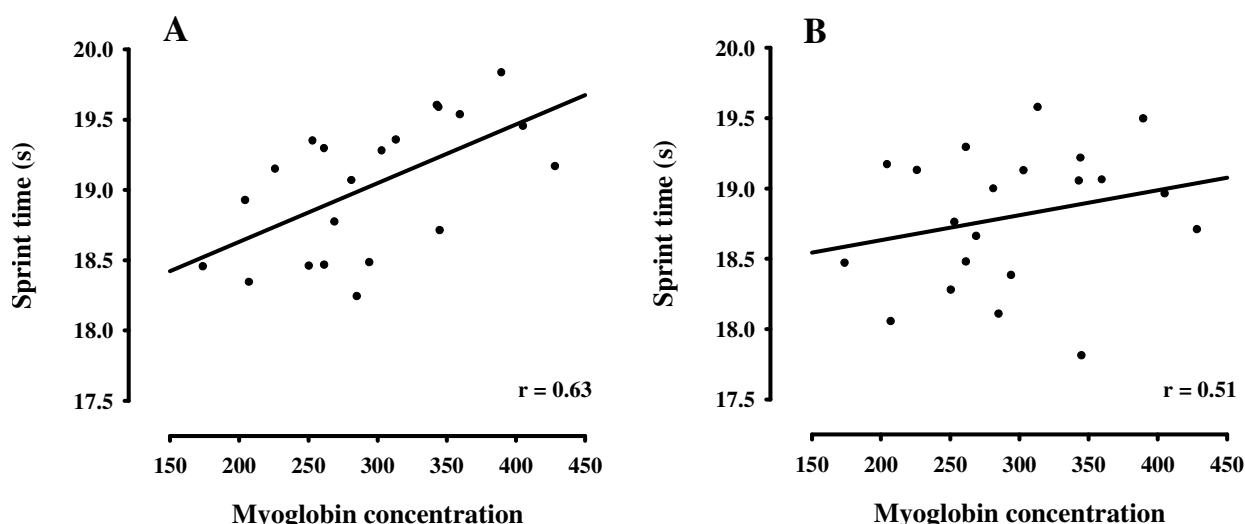 A
Sprint time (s)
20.0
19.5
19.0
18.5
18.0
17.5
r = 0.63
150 200 250 300 350 400 450
Myoglobin concentration
B
Sprint time (s)
20.0
19.5
19.0
18.5
18.0
17.5
r = 0.51
150 200 250 300 350 400 450
Myoglobin concentration